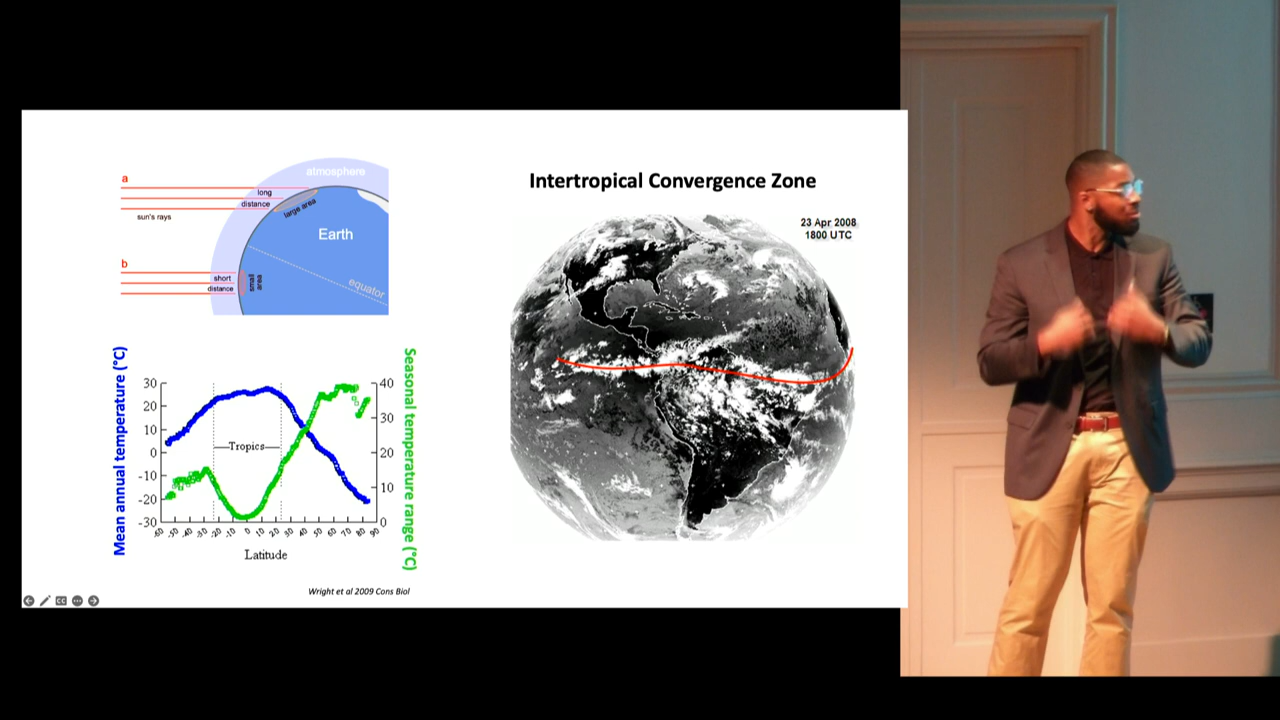 atmosphere
a
long
distance
large area
sun's rays
Earth
b
short
distance
small
area
equator
Intertropical Convergence Zone
23 Apr 2008
1800 UTC
Mean annual temperature (°C)
Seasonal temperature range (°C)
30
20
10
0
-10
-20
-30
40
30
20
10
0
Tropics
-60 -50 -40 -30 -20 -10 0 10 20 30 40 50 60 70 80 90
Latitude
Wright et al 2009 Cons Biol
CC